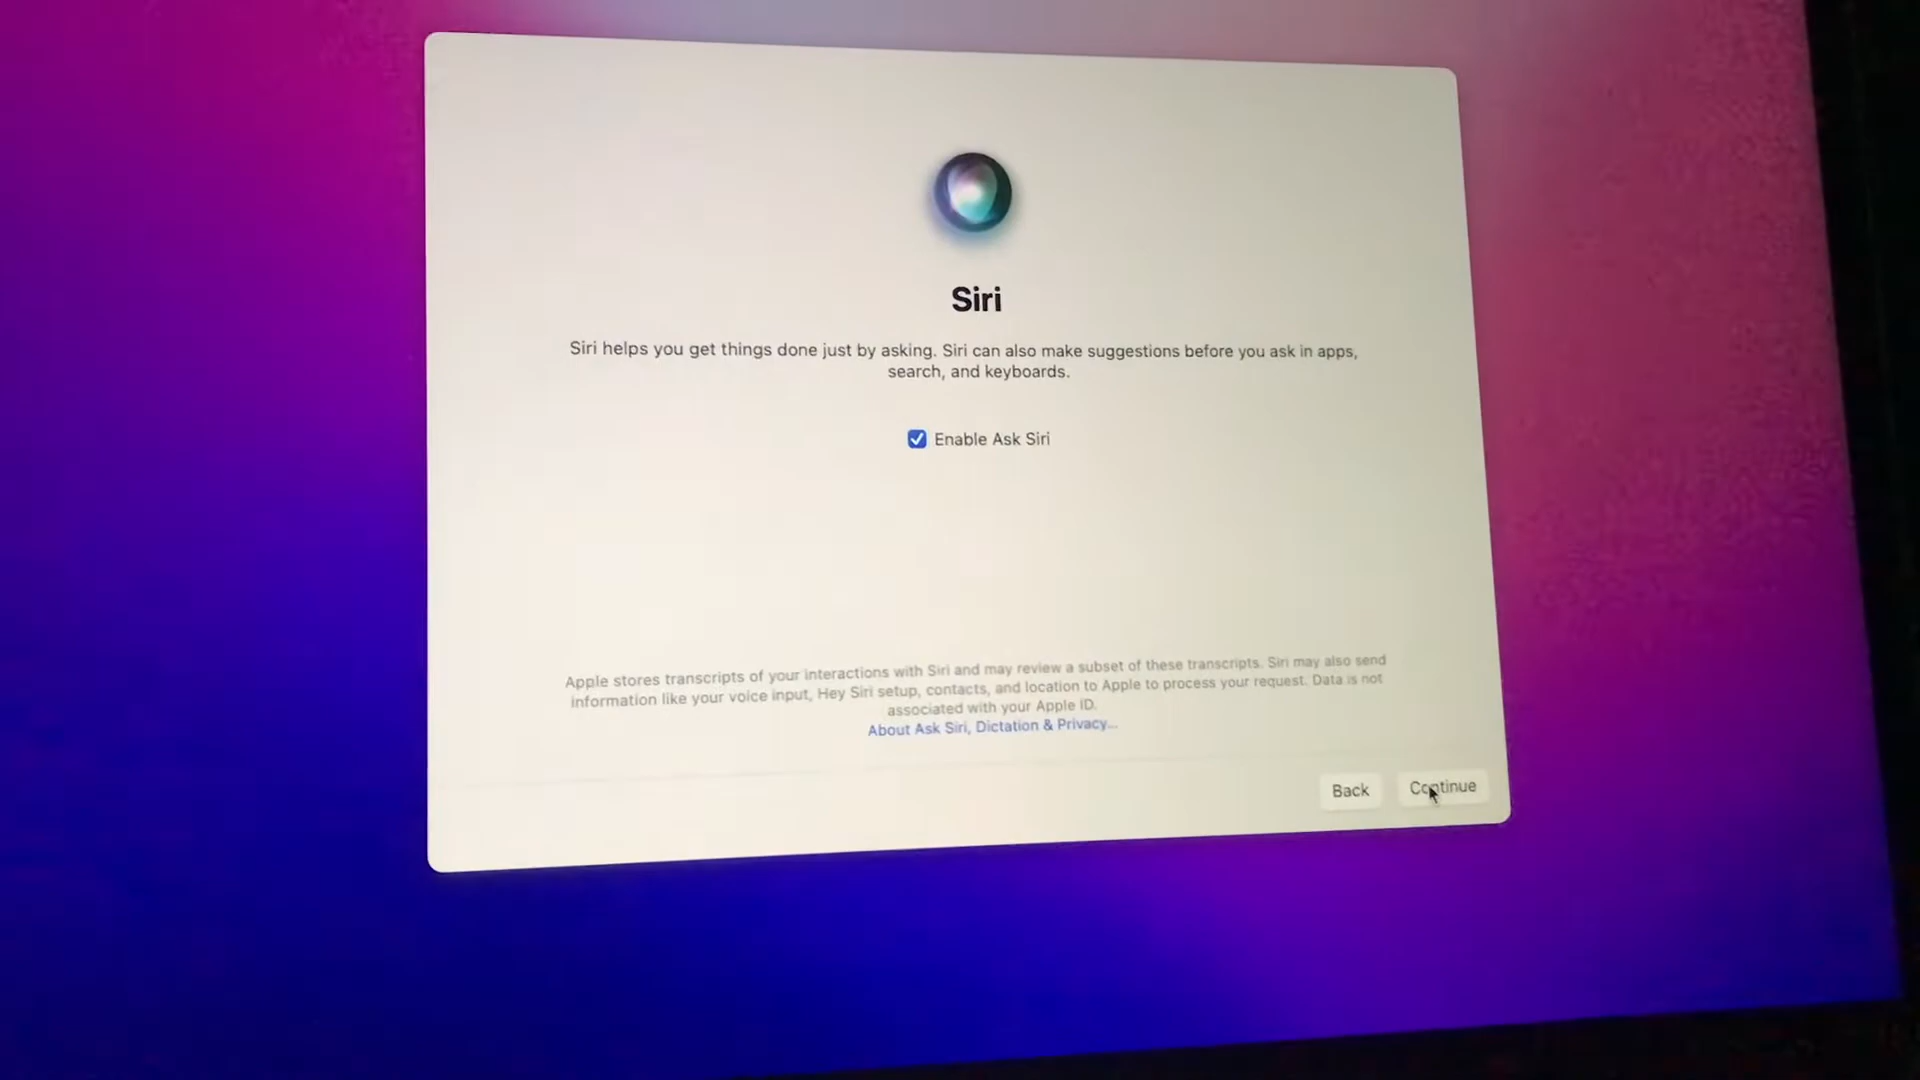 Siri
Siri helps you get things done just by asking. Siri can also make suggestions before you ask in apps,
search, and keyboards.
Enable Ask Siri
Apple stores transcripts of your interactions with Siri and may review a subset of these transcripts. Siri may also send
information like your voice input, Hey Siri setup, contacts, and location to Apple to process your request. Data is not
associated with your Apple ID.
About Ask Siri, Dictation & Privacy...
Back
Continue